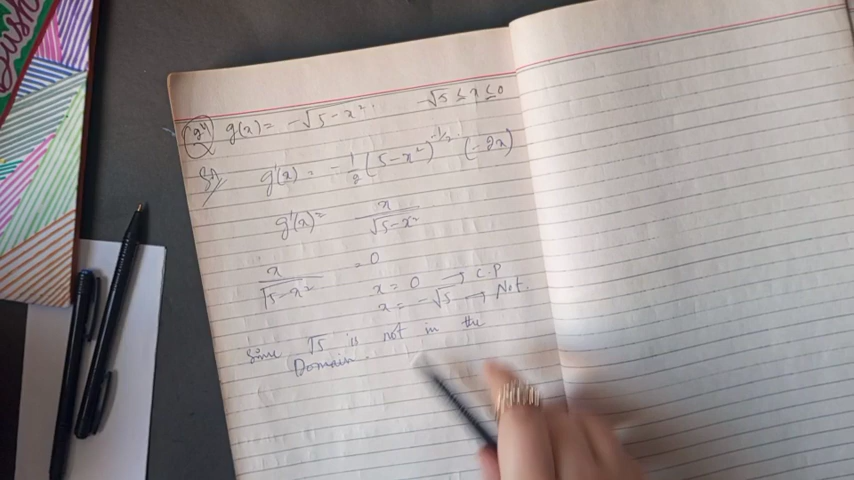 g" g(x) = -√5-x². -√5 ≤ x ≤ 0
Sol, g'(x) = -1/2 (5-x²)^-1/2. (-2x)
g'(x) = x/√5-x²
x/√5-x² = 0
x = 0 → C.P
x = -√5 → Not.
Since √5 is not in the
Domain.